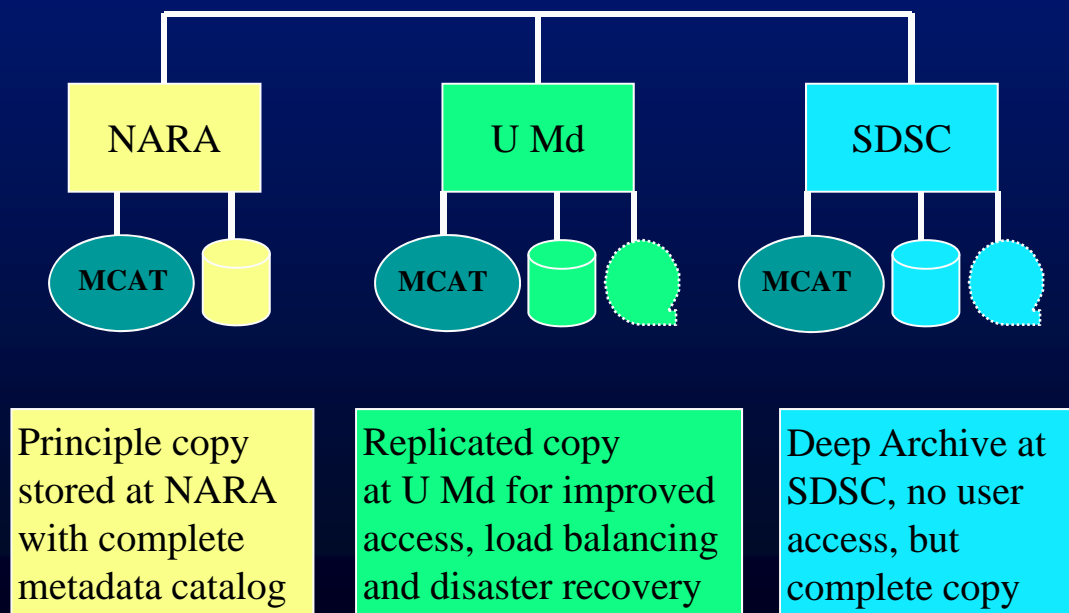 NARA
U Md
SDSC
MCAT
MCAT
MCAT
Principle copy
stored at NARA
with complete
metadata catalog
Replicated copy
at U Md for improved
access, load balancing
and disaster recovery
Deep Archive at
SDSC, no user
access, but
complete copy